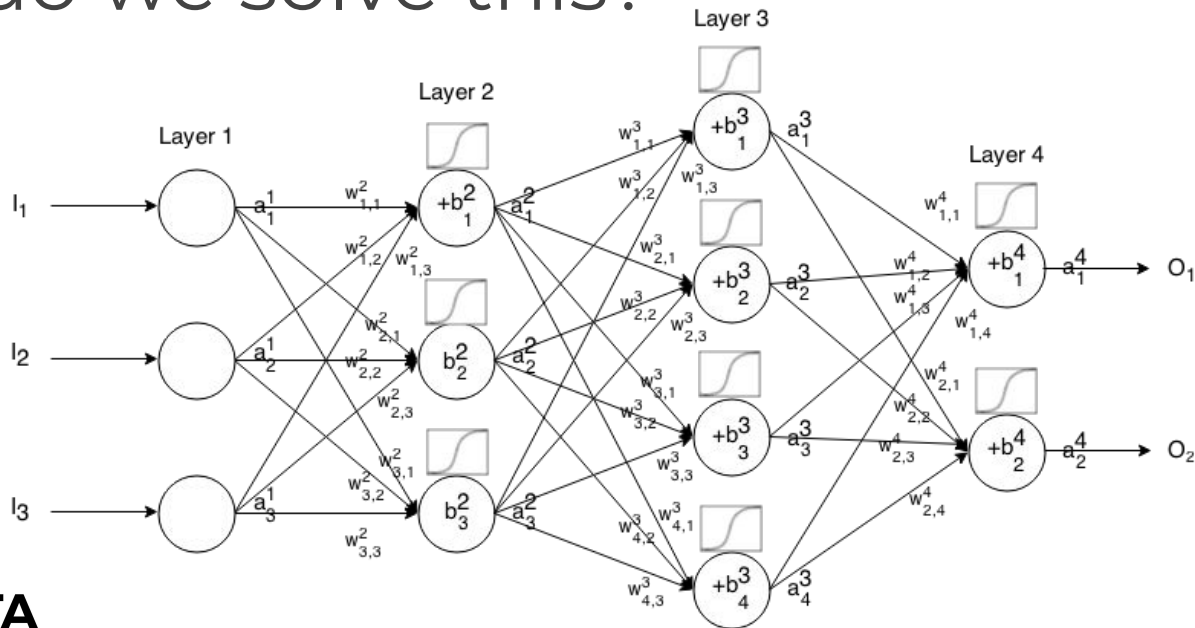 do we solve this?
Layer 3
Layer 2
Layer 1
Layer 4
I₁
I₂
I₃
a¹₁
a¹₂
a¹₃
w²₁,₁
w²₁,₂
w²₁,₃
w²₂,₁
w²₂,₂
w²₂,₃
w²₃,₁
w²₃,₂
w²₃,₃
+b²₁
b²₂
b²₃
a²₁
a²₂
a²₃
w³₁,₁
w³₁,₂
w³₁,₃
w³₂,₁
w³₂,₂
w³₂,₃
w³₃,₁
w³₃,₂
w³₃,₃
w³₄,₁
w³₄,₂
w³₄,₃
+b³₁
+b³₂
+b³₃
+b³₄
a³₁
a³₂
a³₃
a³₄
w⁴₁,₁
w⁴₁,₂
w⁴₁,₃
w⁴₁,₄
w⁴₂,₁
w⁴₂,₂
w⁴₂,₃
w⁴₂,₄
+b⁴₁
+b⁴₂
a⁴₁
a⁴₂
O₁
O₂
TA